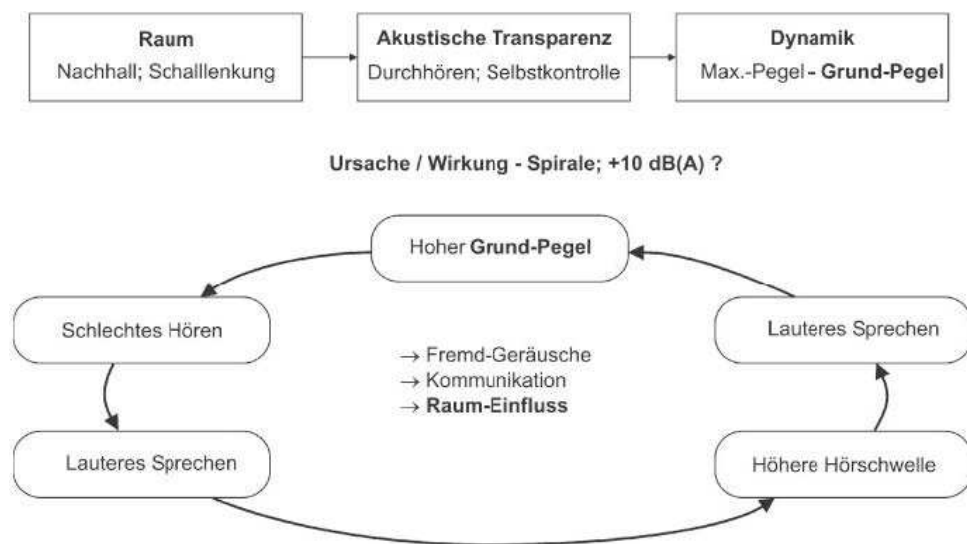 Raum
Nachhall; Schalllenkung
Akustische Transparenz
Durchhören; Selbstkontrolle
Dynamik
Max.-Pegel - Grund-Pegel
Ursache / Wirkung - Spirale; +10 dB(A) ?
Hoher Grund-Pegel
Schlechtes Hören
Lauteres Sprechen
→ Fremd-Geräusche
→ Kommunikation
→ Raum-Einfluss
Lauteres Sprechen
Höhere Hörschwelle